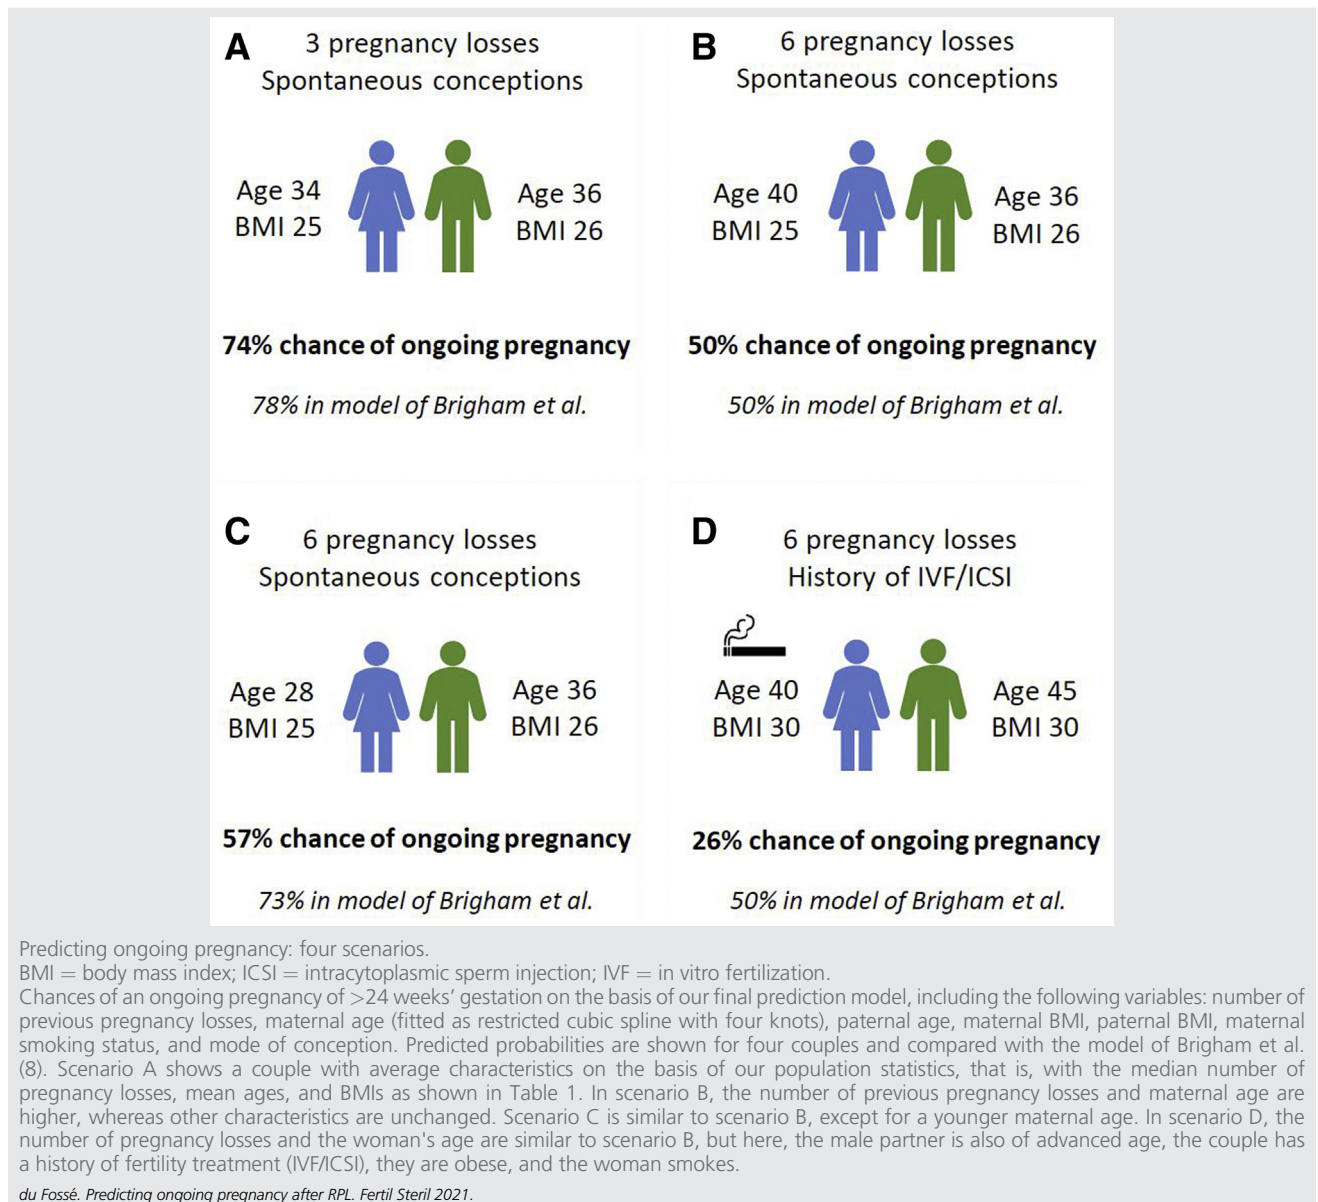 A
3 pregnancy losses
Spontaneous conceptions
Age 34
BMI 25
Age 36
BMI 26
74% chance of ongoing pregnancy
78% in model of Brigham et al.
B
6 pregnancy losses
Spontaneous conceptions
Age 40
BMI 25
Age 36
BMI 26
50% chance of ongoing pregnancy
50% in model of Brigham et al.
C
6 pregnancy losses
Spontaneous conceptions
Age 28
BMI 25
Age 36
BMI 26
57% chance of ongoing pregnancy
73% in model of Brigham et al.
D
6 pregnancy losses
History of IVF/ICSI
Age 40
BMI 30
Age 45
BMI 30
26% chance of ongoing pregnancy
50% in model of Brigham et al.
Predicting ongoing pregnancy: four scenarios.
BMI = body mass index; ICSI = intracytoplasmic sperm injection; IVF = in vitro fertilization.
Chances of an ongoing pregnancy of >24 weeks' gestation on the basis of our final prediction model, including the following variables: number of
previous pregnancy losses, maternal age (fitted as restricted cubic spline with four knots), paternal age, maternal BMI, paternal BMI, maternal
smoking status, and mode of conception. Predicted probabilities are shown for four couples and compared with the model of Brigham et al.
(8). Scenario A shows a couple with average characteristics on the basis of our population statistics, that is, with the median number of
pregnancy losses, mean ages, and BMIs as shown in Table 1. In scenario B, the number of previous pregnancy losses and maternal age are
higher, whereas other characteristics are unchanged. Scenario C is similar to scenario B, except for a younger maternal age. In scenario D, the
number of pregnancy losses and the woman's age are similar to scenario B, but here, the male partner is also of advanced age, the couple has
a history of fertility treatment (IVF/ICSI), they are obese, and the woman smokes.
du Fossé. Predicting ongoing pregnancy after RPL. Fertil Steril 2021.